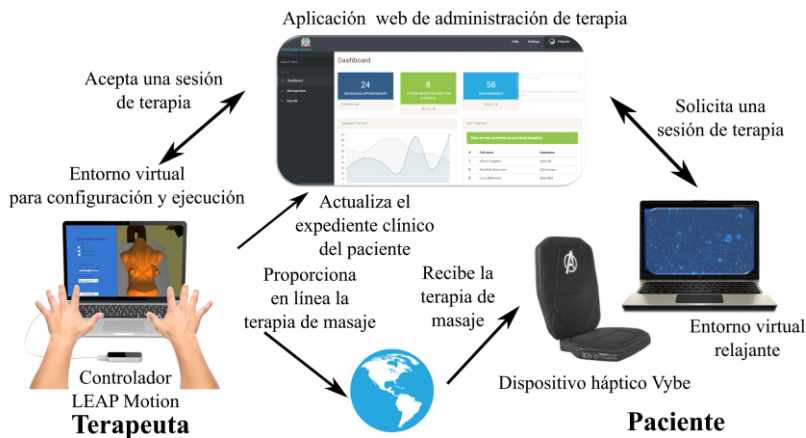 Aplicación web de administración de terapia
Acepta una sesión
de terapia
Dashboard
24
8
58
Solicita una
sesión de terapia
Entorno virtual
para configuración y ejecución
Actualiza el
expediente clínico
del paciente
Proporciona
en línea la
terapia de masaje
Recibe la
terapia de
masaje
Entorno virtual
relajante
Controlador
LEAP Motion
Terapeuta
Dispositivo háptico Vybe
Paciente